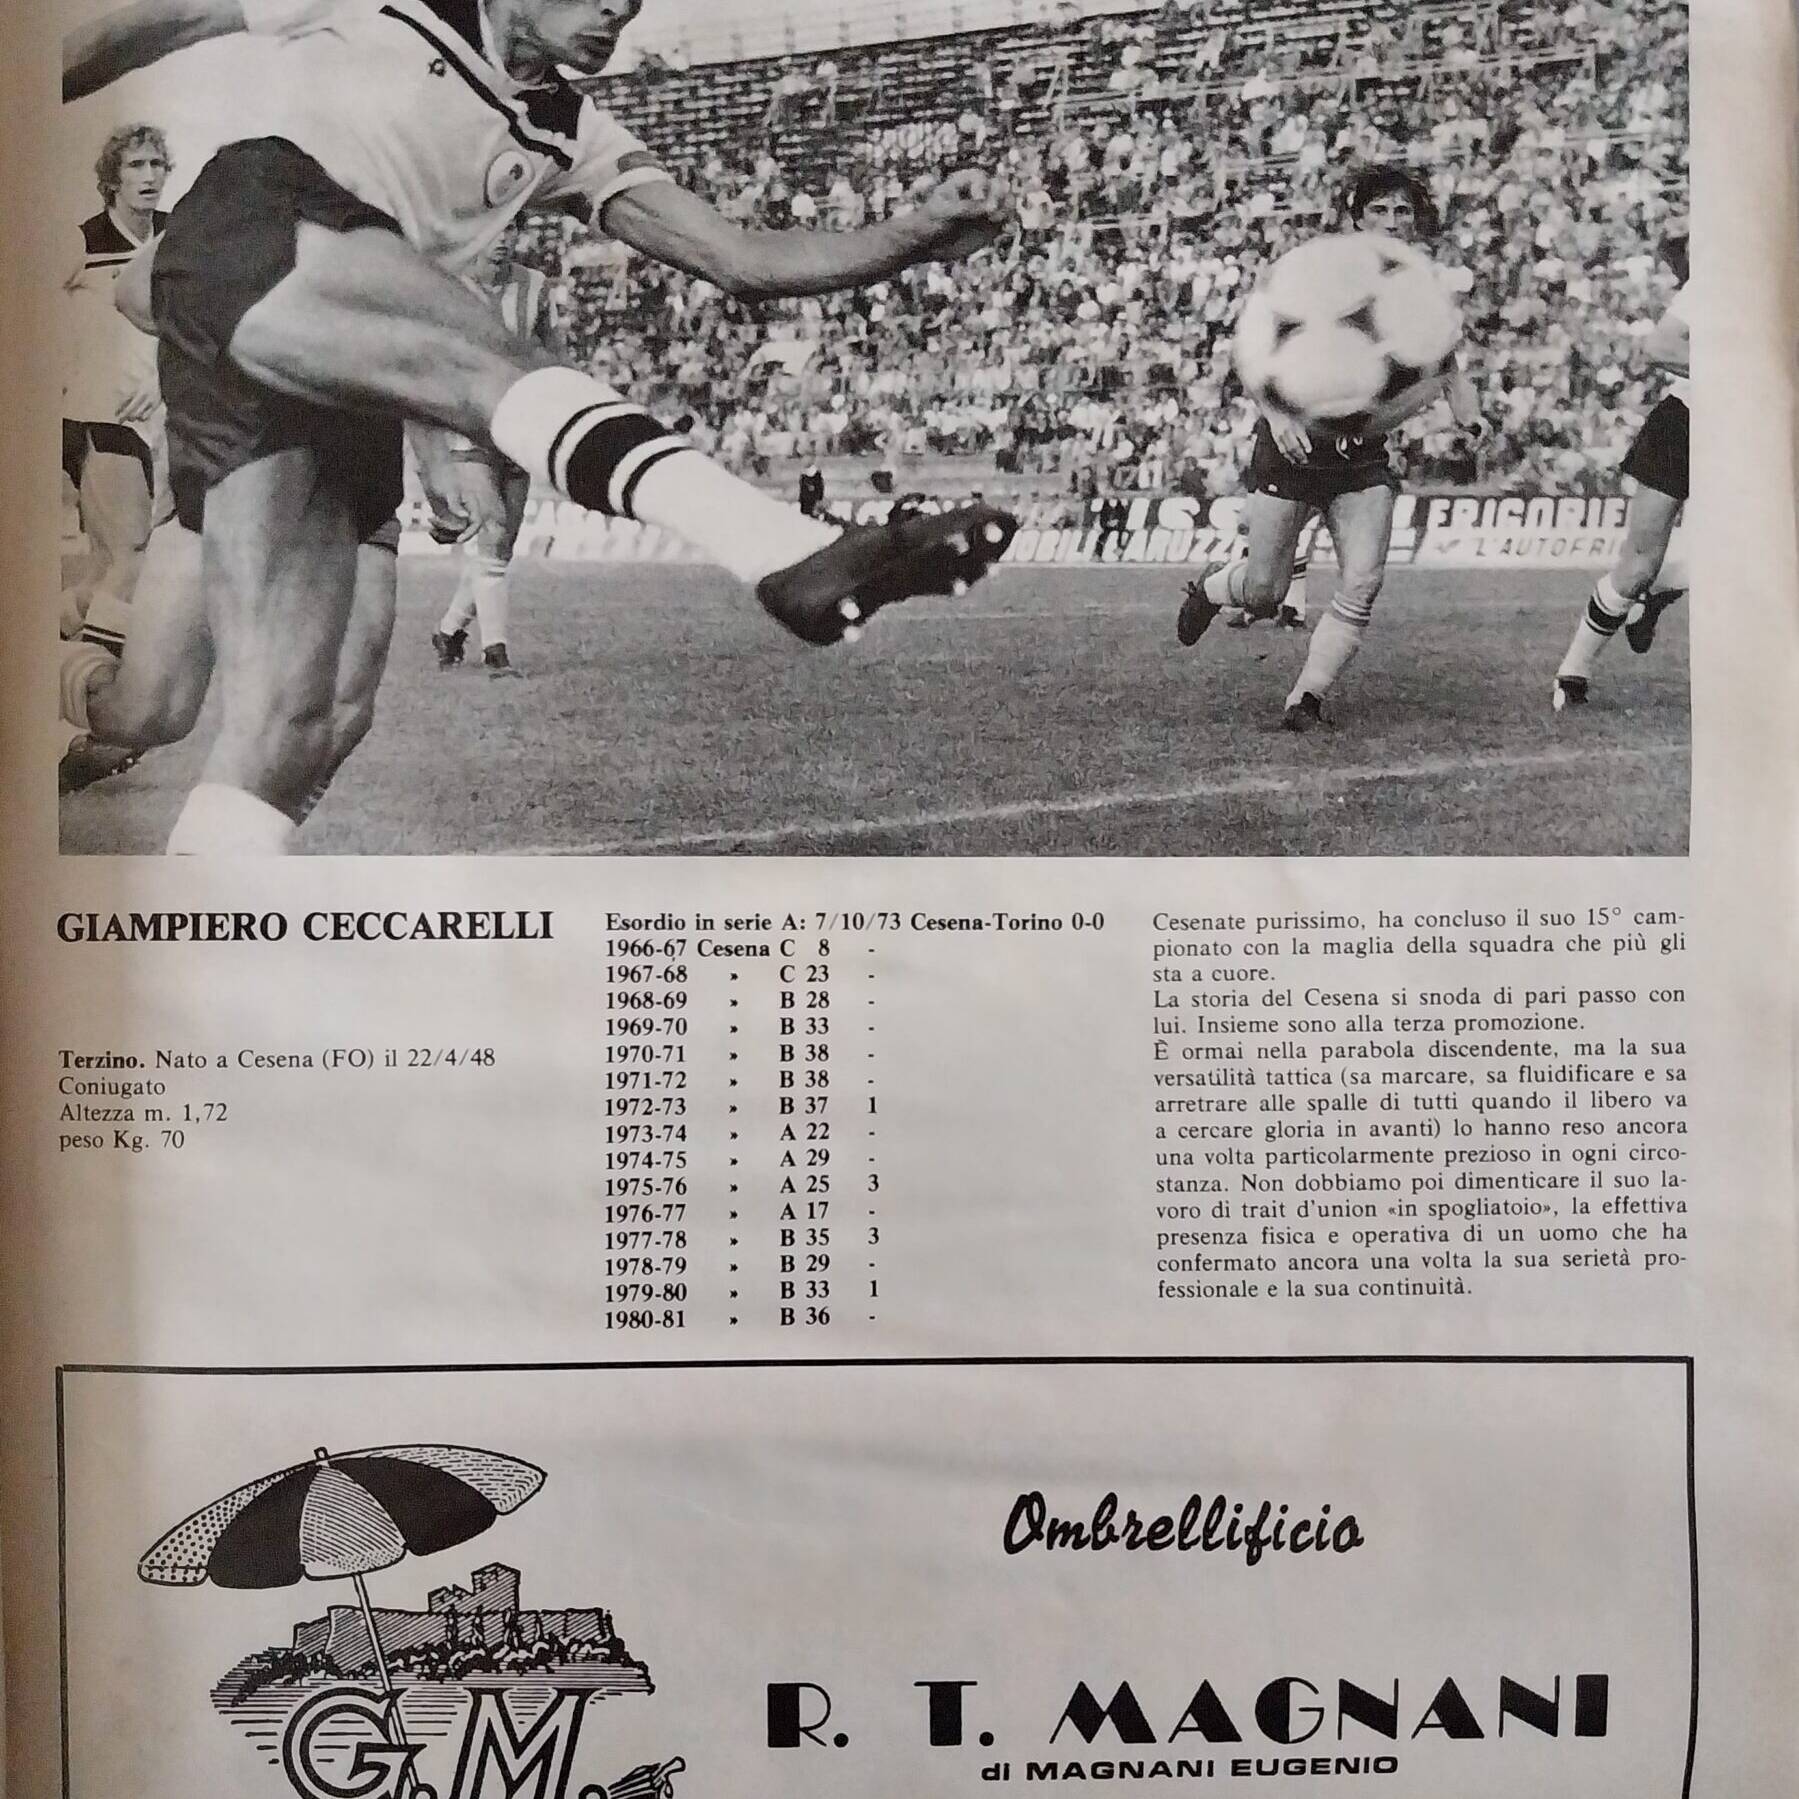 FRIGORIE
L'AUTOFRI
GIAMPIERO CECCARELLI
Terzino. Nato a Cesena (FO) il 22/4/48
Coniugato
Altezza m. 1,72
peso Kg. 70
Esordio in serie A: 7/10/73 Cesena-Torino 0-0
1966-67 Cesena C 8 -
1967-68 » C 23 -
1968-69 » B 28 -
1969-70 » B 33 -
1970-71 » B 38 -
1971-72 » B 38 -
1972-73 » B 37 1
1973-74 » A 22 -
1974-75 » A 29 -
1975-76 » A 25 3
1976-77 » A 17 -
1977-78 » B 35 3
1978-79 » B 29 -
1979-80 » B 33 1
1980-81 » B 36 -
Cesenate purissimo, ha concluso il suo 15° cam-
pionato con la maglia della squadra che più gli
sta a cuore.
La storia del Cesena si snoda di pari passo con
lui. Insieme sono alla terza promozione.
È ormai nella parabola discendente, ma la sua
versatilità tattica (sa marcare, sa fluidificare e sa
arretrare alle spalle di tutti quando il libero va
a cercare gloria in avanti) lo hanno reso ancora
una volta particolarmente prezioso in ogni circo-
stanza. Non dobbiamo poi dimenticare il suo la-
voro di trait d'union «in spogliatoio», la effettiva
presenza fisica e operativa di un uomo che ha
confermato ancora una volta la sua serietà pro-
fessionale e la sua continuità.
Ombrellificio
G.M.
R. T. MAGNANI
di MAGNANI EUGENIO